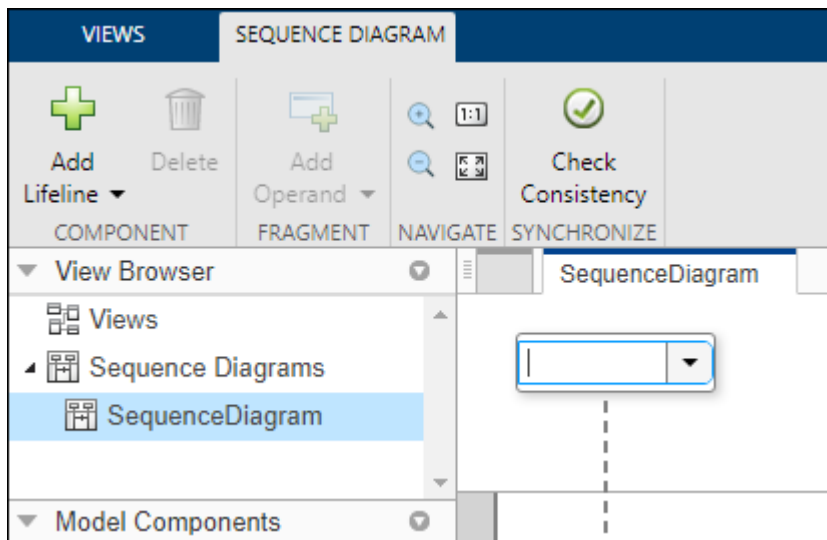 VIEWS
SEQUENCE DIAGRAM
Add
Lifeline
Delete
Add
Operand
1:1
Check
Consistency
COMPONENT
FRAGMENT
NAVIGATE
SYNCHRONIZE
View Browser
SequenceDiagram
Views
Sequence Diagrams
SequenceDiagram
Model Components